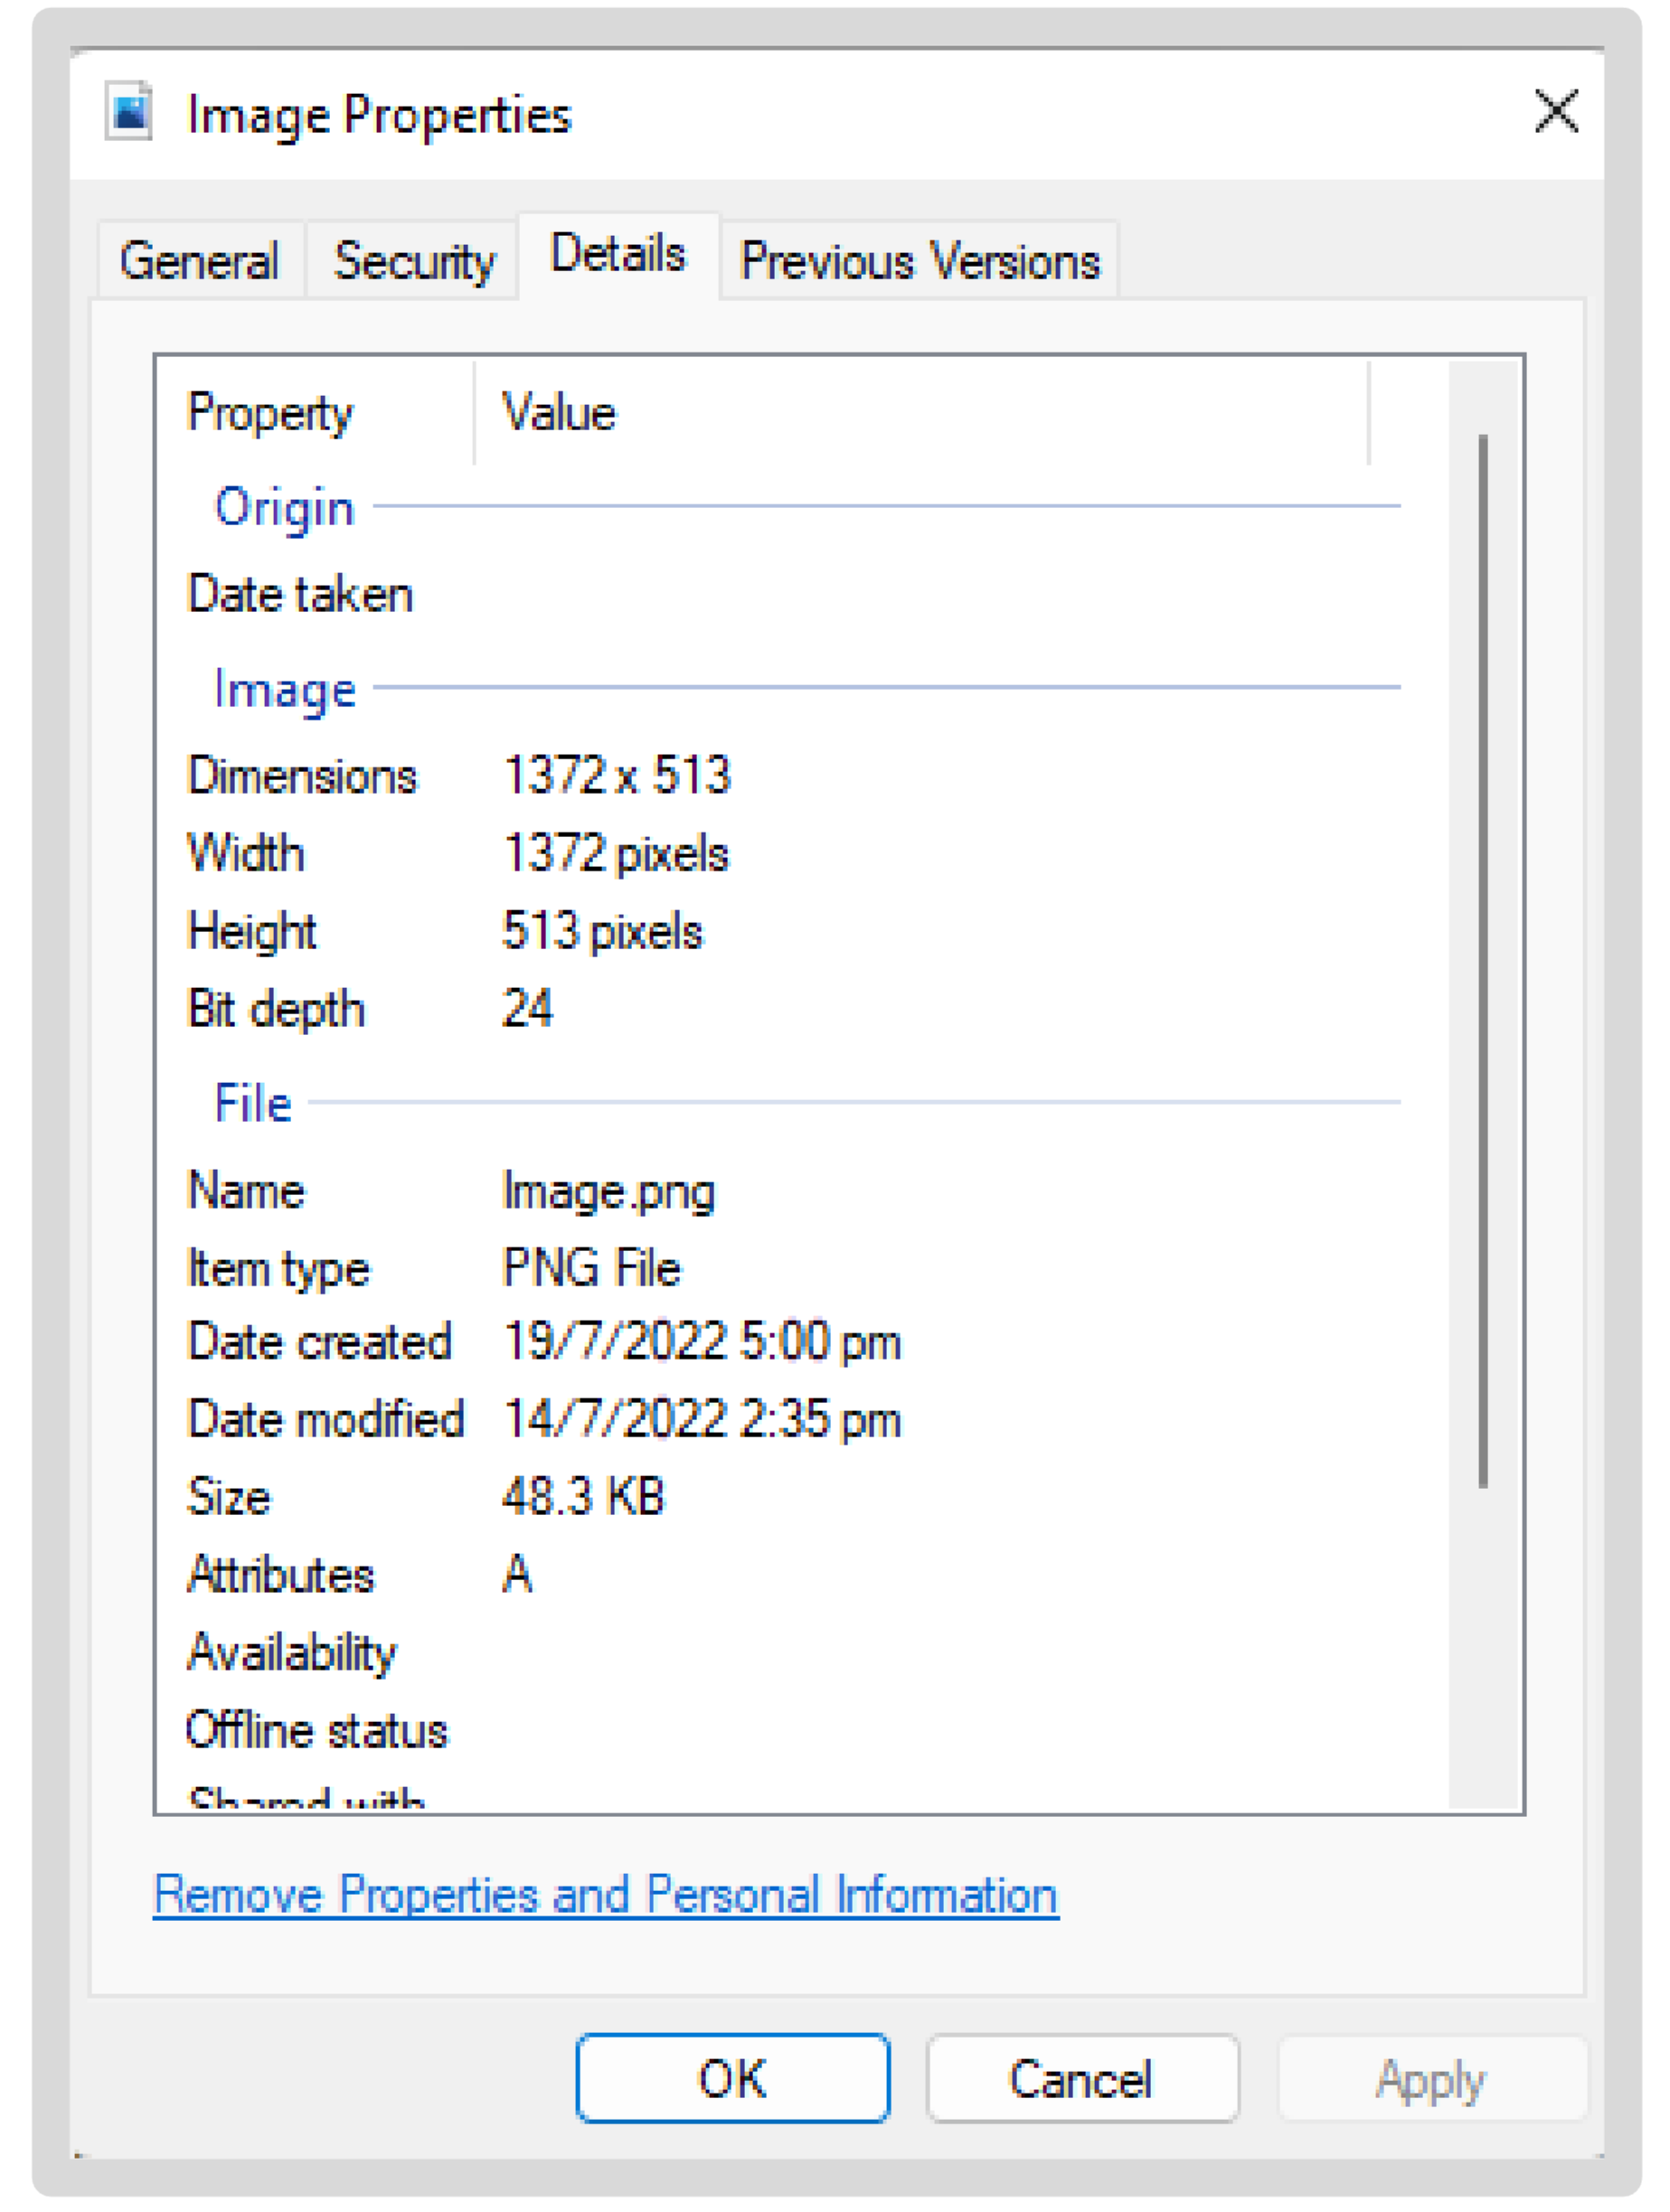 Image Properties
General Security Details Previous Versions
Property Value
Origin
Date taken
Image
Dimensions 1372 x 513
Width 1372 pixels
Height 513 pixels
Bit depth 24
File
Name Image.png
Item type PNG File
Date created 19/7/2022 5:00 pm
Date modified 14/7/2022 2:35 pm
Size 48.3 KB
Attributes A
Availability
Offline status
Shared with
Remove Properties and Personal Information
OK Cancel Apply